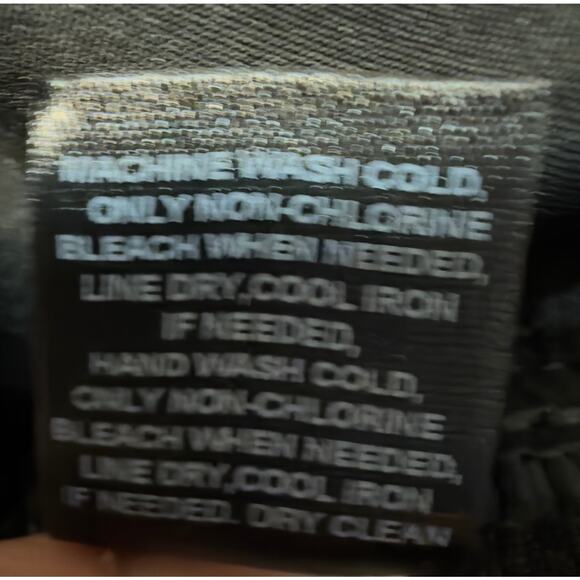 MACHINE WASH COLD,
ONLY NON-CHLORINE
BLEACH WHEN NEEDED,
LINE DRY,COOL IRON
IF NEEDED,
HAND WASH COLD,
ONLY NON-CHLORINE
BLEACH WHEN NEEDED,
LINE DRY,COOL IRON
IF NEEDED. DRY CLEAN